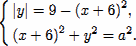 |y| = 9 − (x + 6)²,
(x + 6)² + y² = a².